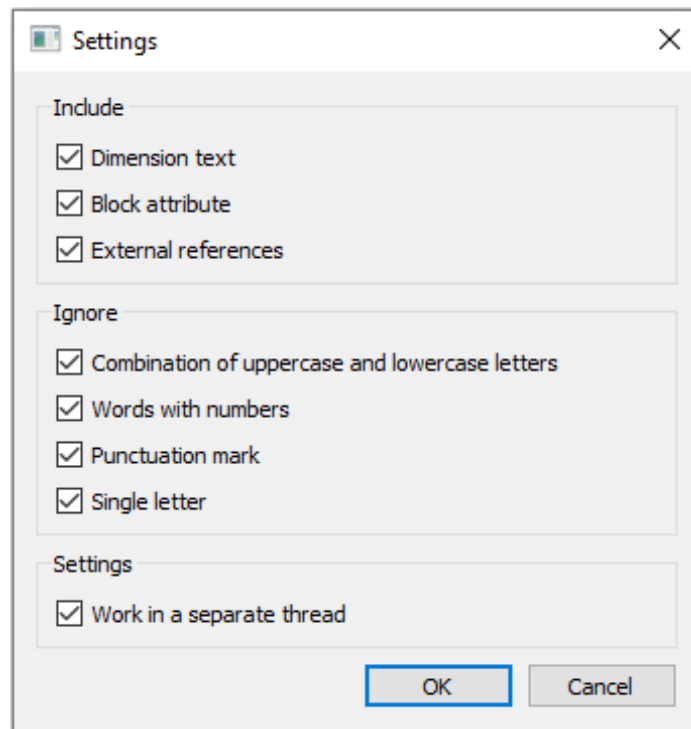 Settings
Include
Dimension text
Block attribute
External references
Ignore
Combination of uppercase and lowercase letters
Words with numbers
Punctuation mark
Single letter
Settings
Work in a separate thread
OK
Cancel